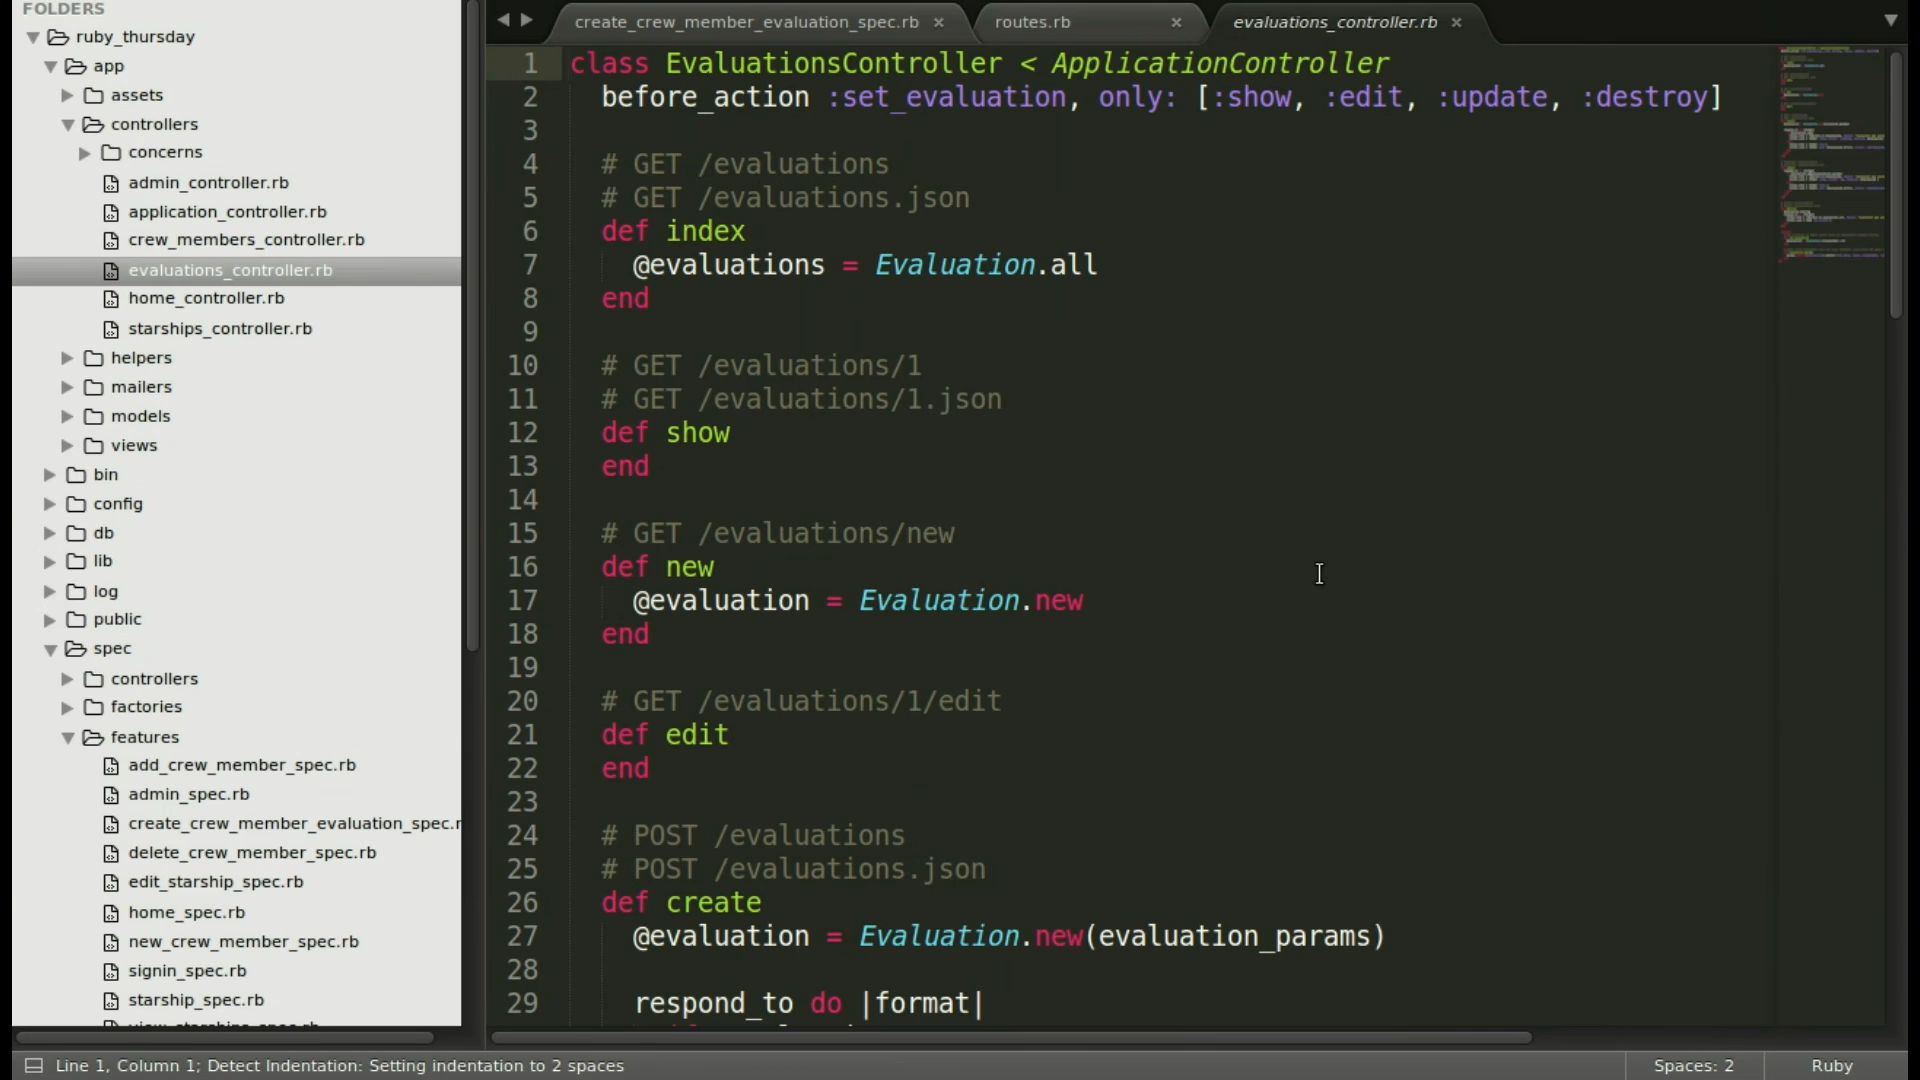 FOLDERS
ruby_thursday
app
assets
controllers
concerns
admin_controller.rb
application_controller.rb
crew_members_controller.rb
evaluations_controller.rb
home_controller.rb
starships_controller.rb
helpers
mailers
models
views
bin
config
db
lib
log
public
spec
controllers
factories
features
add_crew_member_spec.rb
admin_spec.rb
create_crew_member_evaluation_spec.r
delete_crew_member_spec.rb
edit_starship_spec.rb
home_spec.rb
new_crew_member_spec.rb
signin_spec.rb
starship_spec.rb
create_crew_member_evaluation_spec.rb × routes.rb × evaluations_controller.rb ×
1 class EvaluationsController < ApplicationController
2 before_action :set_evaluation, only: [:show, :edit, :update, :destroy]
3
4 # GET /evaluations
5 # GET /evaluations.json
6 def index
7 @evaluations = Evaluation.all
8 end
9
10 # GET /evaluations/1
11 # GET /evaluations/1.json
12 def show
13 end
14
15 # GET /evaluations/new
16 def new
17 @evaluation = Evaluation.new
18 end
19
20 # GET /evaluations/1/edit
21 def edit
22 end
23
24 # POST /evaluations
25 # POST /evaluations.json
26 def create
27 @evaluation = Evaluation.new(evaluation_params)
28
29 respond_to do |format|
Line 1, Column 1; Detect Indentation: Setting indentation to 2 spaces
Spaces: 2
Ruby